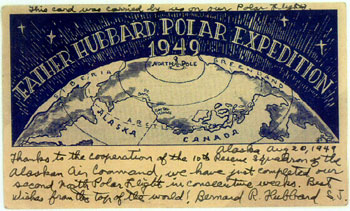 This card was carried by us on our Polar Flights
FATHER HUBBARD POLAR EXPEDITION
1949
NORTH POLE
SIBERIA
GREENLAND
ALASKA
ARCTIC
CANADA
Alaska Aug 20, 1949
Thanks to the cooperation of the 10th Rescue Squadron of the
Alaskan Air Command, we have just completed our
second North Polar Flight in consecutive weeks. Best
wishes from the top of the world! Bernard R. Hubbard S.J.